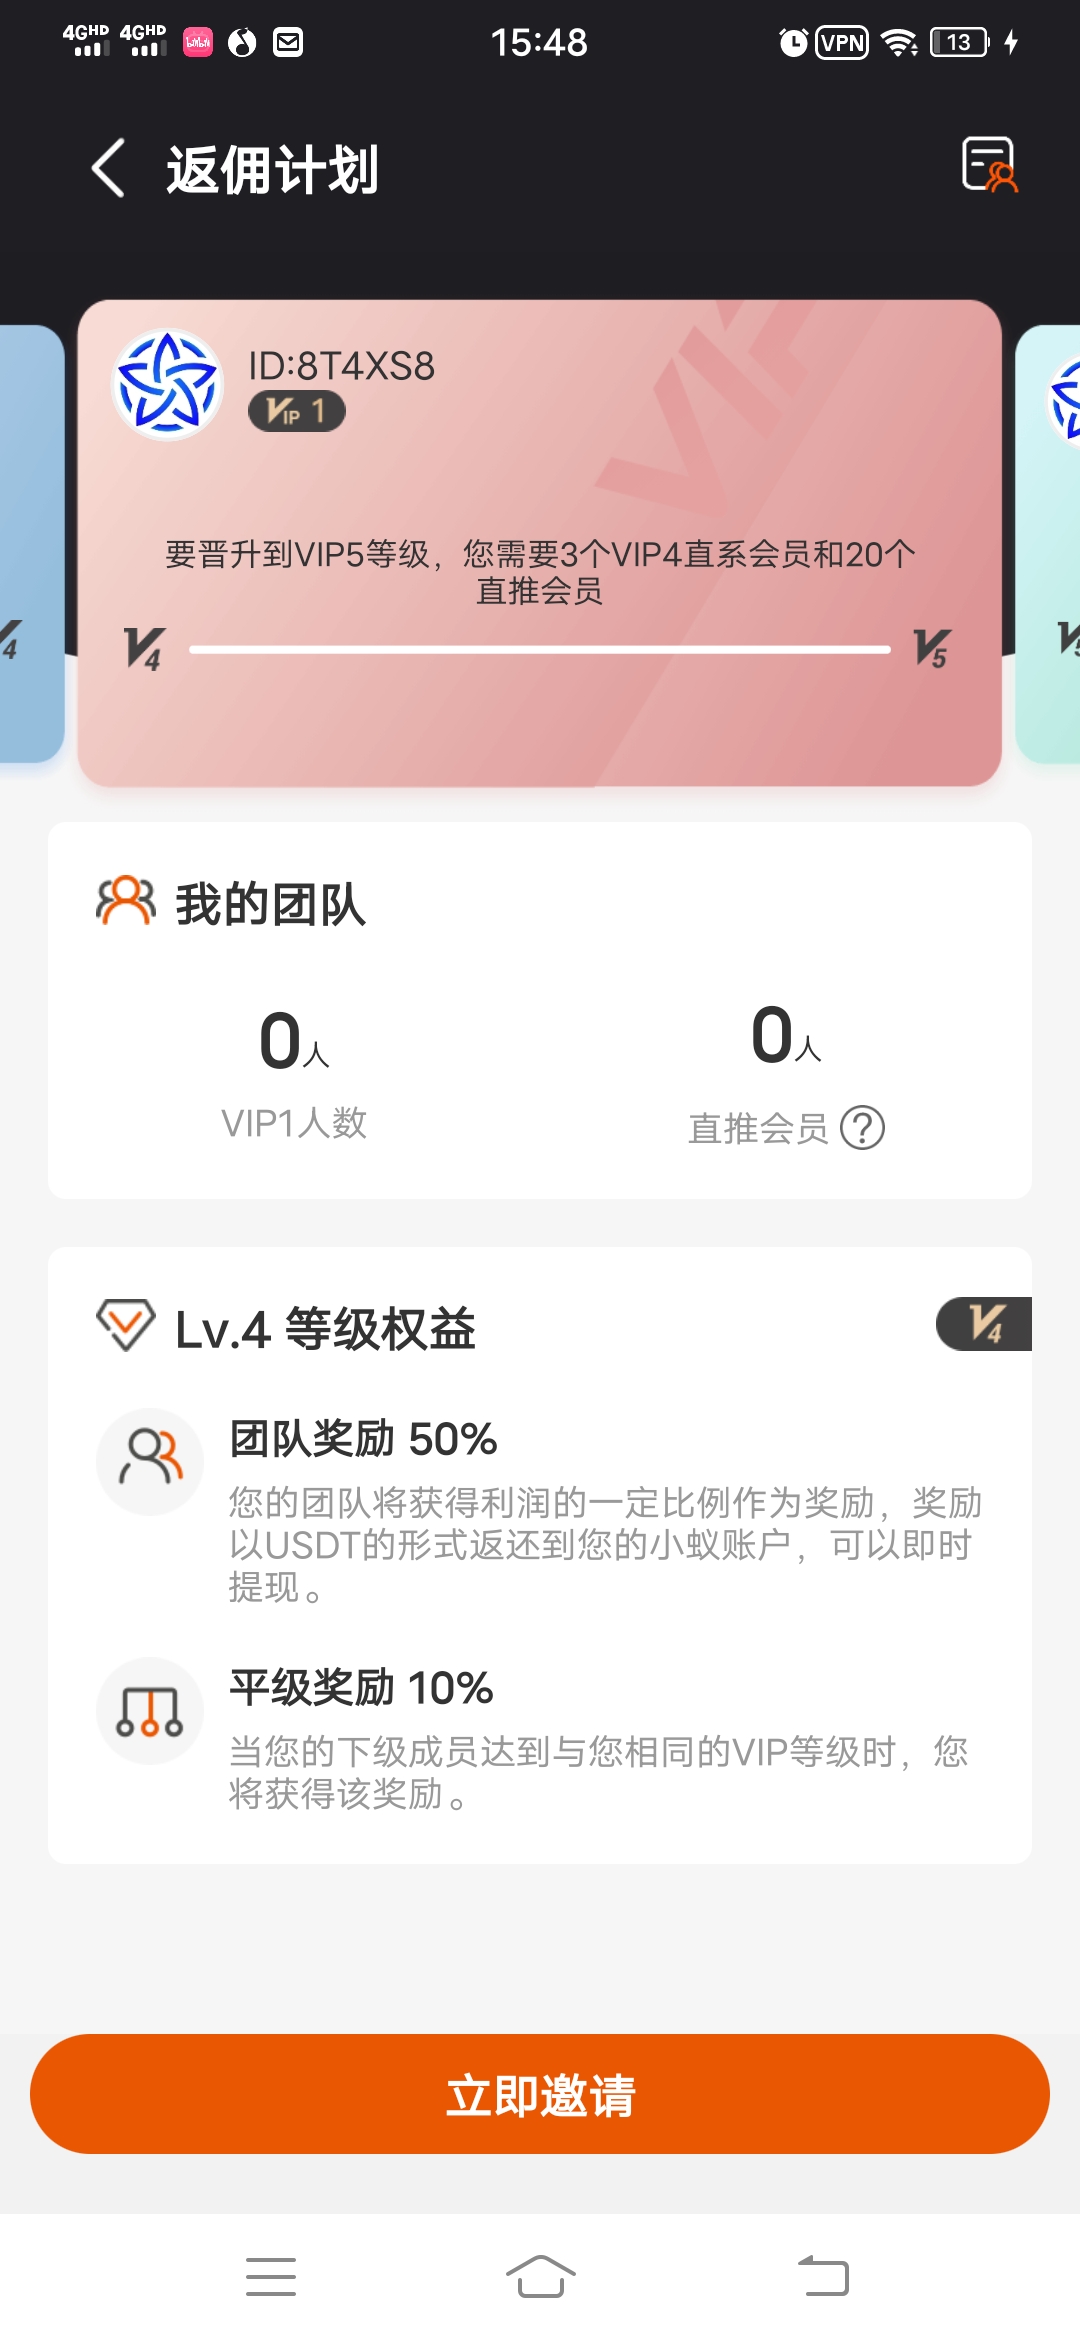 4GHD 4GHD 15:48 VPN 13
返佣计划
ID:8T4XS8
VIP 1
VIP
要晋升到VIP5等级，您需要3个VIP4直系会员和20个
直推会员
4 V4 V5 V5
我的团队
0人 0人
VIP1人数 直推会员 ?
Lv.4 等级权益 V4
团队奖励 50%
您的团队将获得利润的一定比例作为奖励，奖励
以USDT的形式返还到您的小蚁账户，可以即时
提现。
平级奖励 10%
当您的下级成员达到与您相同的VIP等级时，您
将获得该奖励。
立即邀请